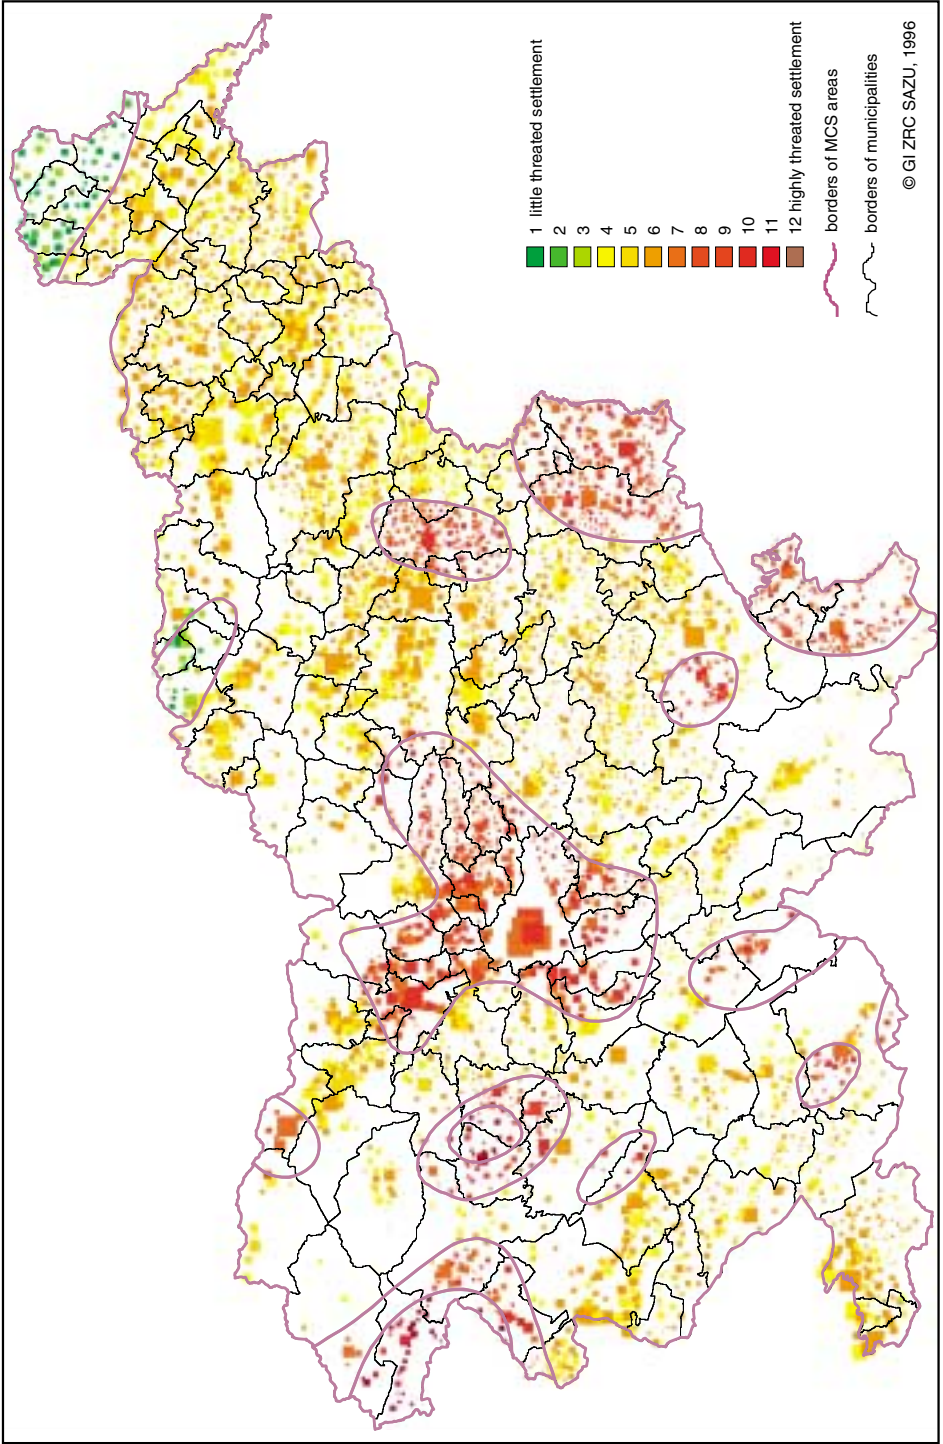 1 little threated settlement
2
3
4
5
6
7
8
9
10
11
12 highly threated settlement
borders of MCS areas
borders of municipalities
© GI ZRC SAZU, 1996